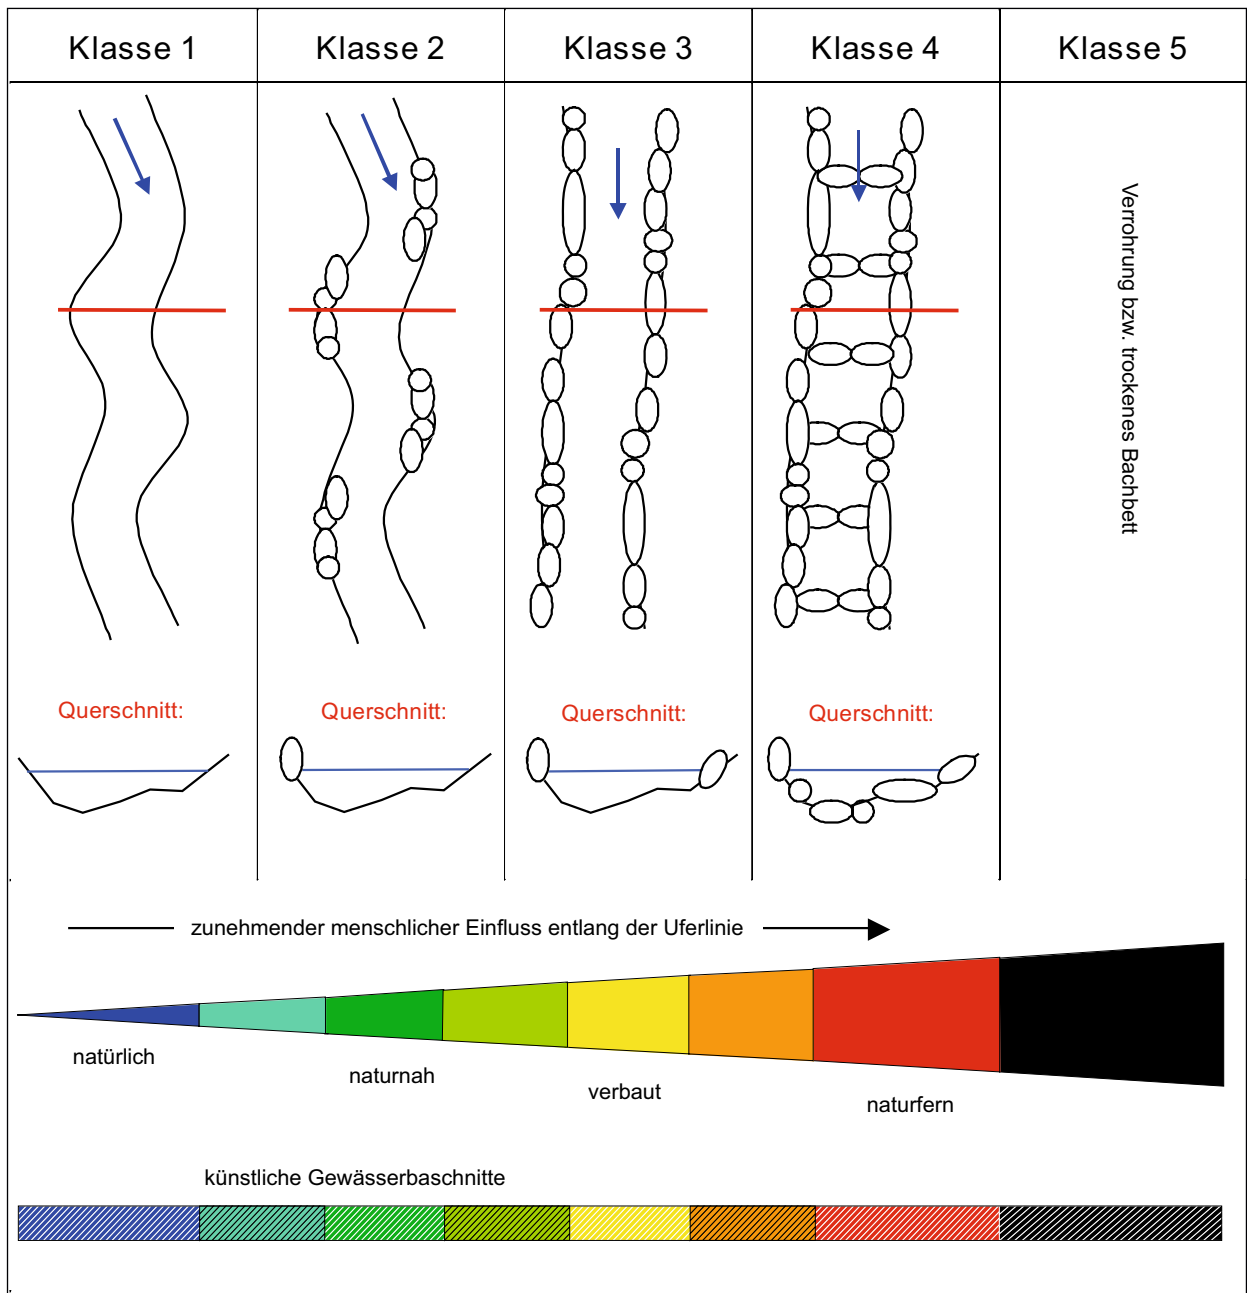 Klasse 1
Klasse 2
Klasse 3
Klasse 4
Klasse 5
Verrohrung bzw. trockenes Bachbett
Querschnitt:
Querschnitt:
Querschnitt:
Querschnitt:
zunehmender menschlicher Einfluss entlang der Uferlinie
natürlich
naturnah
verbaut
naturfern
künstliche Gewässerbaschnitte